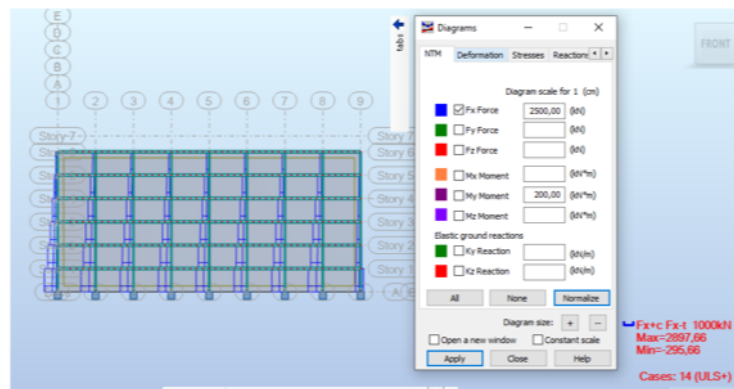 E
D
C
B
A
1 2 3 4 5 6 7 8 9
Story 7 Story 7
Story 5
Story 4
Story 3
Story 2
Story 1
A
tabs
FRONT
Diagrams
NTM Deformation Stresses Reactions
Diagram scale for 1 (cm)
Fx Force 2500,00 (kN)
Fy Force (kN)
Fz Force (kN)
Mx Moment (kN*m)
My Moment 200,00 (kN*m)
Mz Moment (kN*m)
Elastic ground reactions
Ky Reaction (kN/m)
Kz Reaction (kN/m)
All None Normalize
Diagram size: + -
Open a new window Constant scale
Apply Close Help
Fx+c Fx-t 1000kN
Max=2897,66
Min=-295,66
Cases: 14 (ULS+)